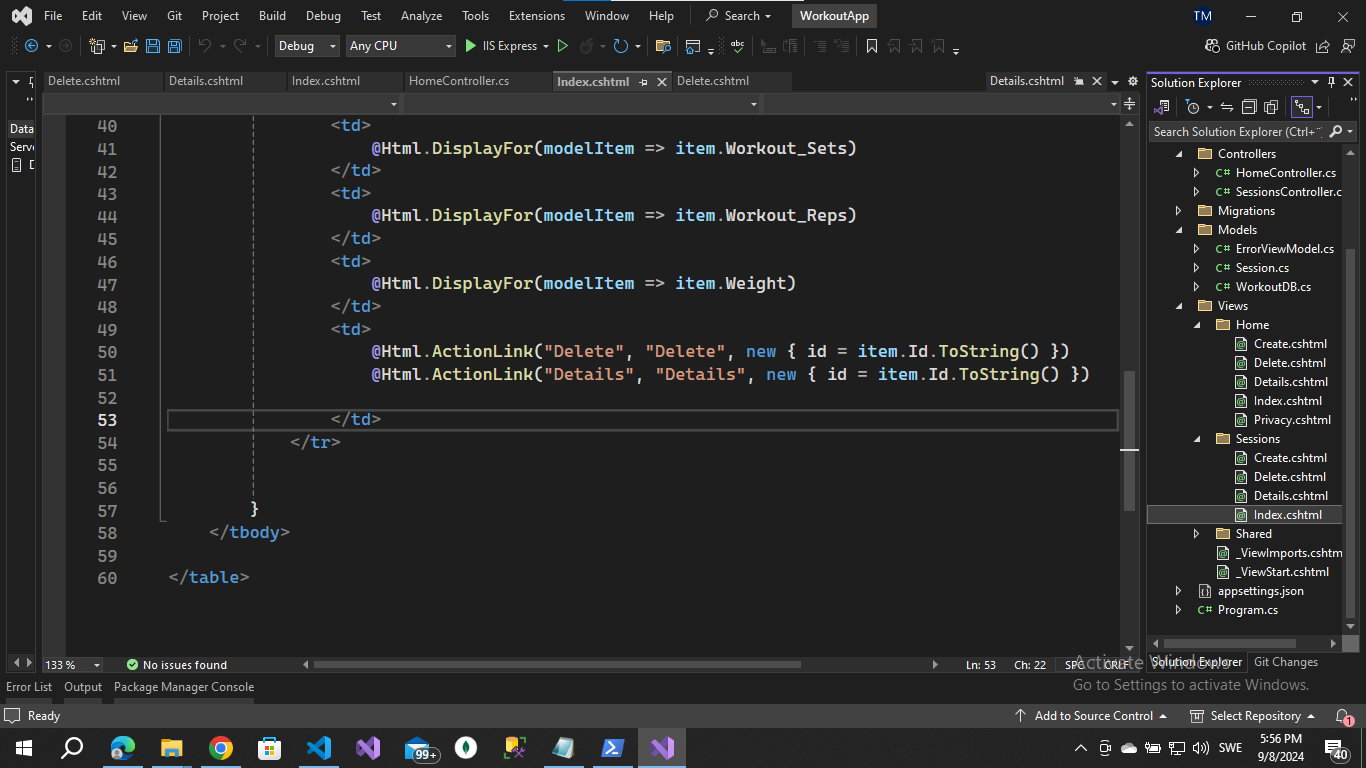 File Edit View Git Project Build Debug Test Analyze Tools Extensions Window Help Search WorkoutApp TM
Debug Any CPU IIS Express GitHub Copilot
Delete.cshtml Details.cshtml Index.cshtml HomeController.cs Index.cshtml Delete.cshtml Details.cshtml
40 <td>
41 @Html.DisplayFor(modelItem => item.Workout_Sets)
42 </td>
43 <td>
44 @Html.DisplayFor(modelItem => item.Workout_Reps)
45 </td>
46 <td>
47 @Html.DisplayFor(modelItem => item.Weight)
48 </td>
49 <td>
50 @Html.ActionLink("Delete", "Delete", new { id = item.Id.ToString() })
51 @Html.ActionLink("Details", "Details", new { id = item.Id.ToString() })
52
53 </td>
54 </tr>
55
56
57 }
58 </tbody>
59
60 </table>
Data
Serv
D
133 % No issues found Ln: 53 Ch: 22 SPC CRLF
Solution Explorer
Search Solution Explorer (Ctrl+
Controllers
C# HomeController.cs
C# SessionsController.c
Migrations
Models
C# ErrorViewModel.cs
C# Session.cs
C# WorkoutDB.cs
Views
Home
Create.cshtml
Delete.cshtml
Details.cshtml
Index.cshtml
Privacy.cshtml
Sessions
Create.cshtml
Delete.cshtml
Details.cshtml
Index.cshtml
Shared
_ViewImports.cshtm
_ViewStart.cshtml
appsettings.json
C# Program.cs
Solution Explorer Git Changes
Activate Windows
Go to Settings to activate Windows.
Error List Output Package Manager Console
Ready Add to Source Control Select Repository 1
99+ SWE 5:56 PM
9/8/2024 40